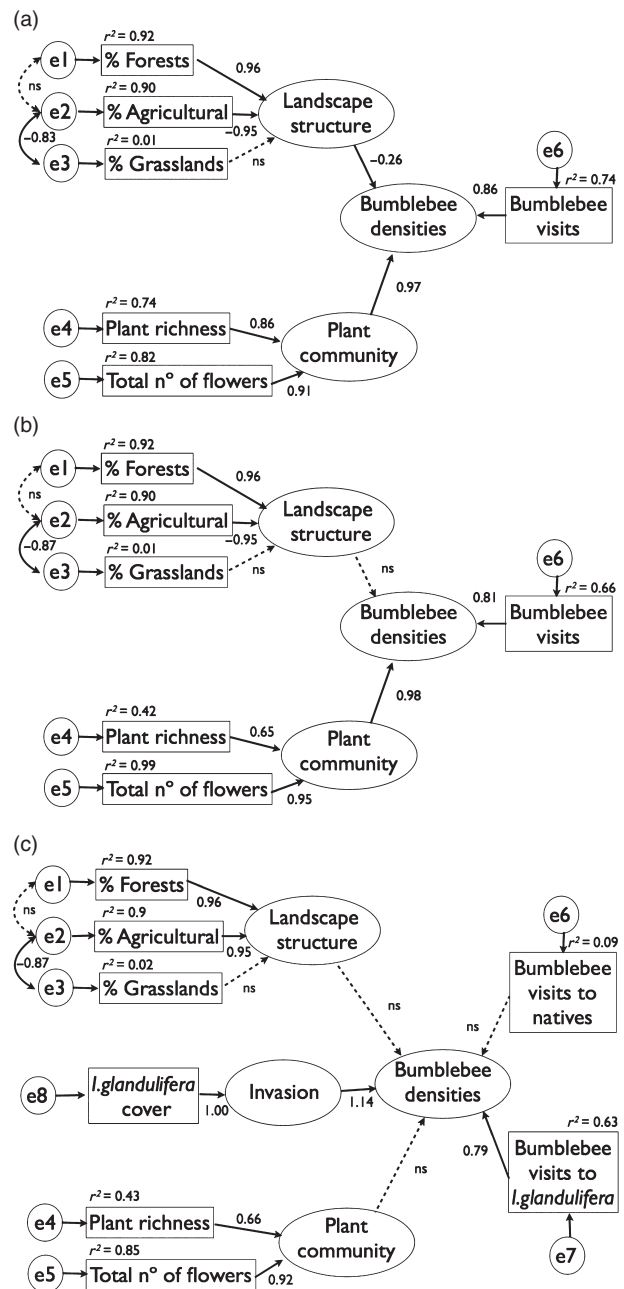 (a)
r² = 0.92
e1
% Forests
0.96
ns
r² = 0.90
Landscape
structure
e2
% Agricultural
–0.95
–0.83
r² = 0.01
e3
% Grasslands
ns
–0.26
e6
r² = 0.74
0.86
Bumblebee
densities
Bumblebee
visits
0.97
r² = 0.74
e4
Plant richness
0.86
Plant
community
r² = 0.82
e5
Total nº of flowers
0.91
(b)
r² = 0.92
e1
% Forests
0.96
ns
r² = 0.90
Landscape
structure
e2
% Agricultural
–0.95
–0.87
r² = 0.01
e3
% Grasslands
ns
ns
e6
r² = 0.66
0.81
Bumblebee
densities
Bumblebee
visits
0.98
r² = 0.42
e4
Plant richness
0.65
Plant
community
r² = 0.99
e5
Total nº of flowers
0.95
(c)
r² = 0.92
e1
% Forests
0.96
ns
r² = 0.9
Landscape
structure
e2
% Agricultural
0.95
–0.87
r² = 0.02
e3
% Grasslands
ns
ns
e6
r² = 0.09
Bumblebee
visits to
natives
ns
Bumblebee
densities
e8
I.glandulifera
cover
1.00
Invasion
1.14
r² = 0.63
0.79
Bumblebee
visits to
I.glandulifera
e7
ns
r² = 0.43
e4
Plant richness
0.66
Plant
community
r² = 0.85
e5
Total nº of flowers
0.92